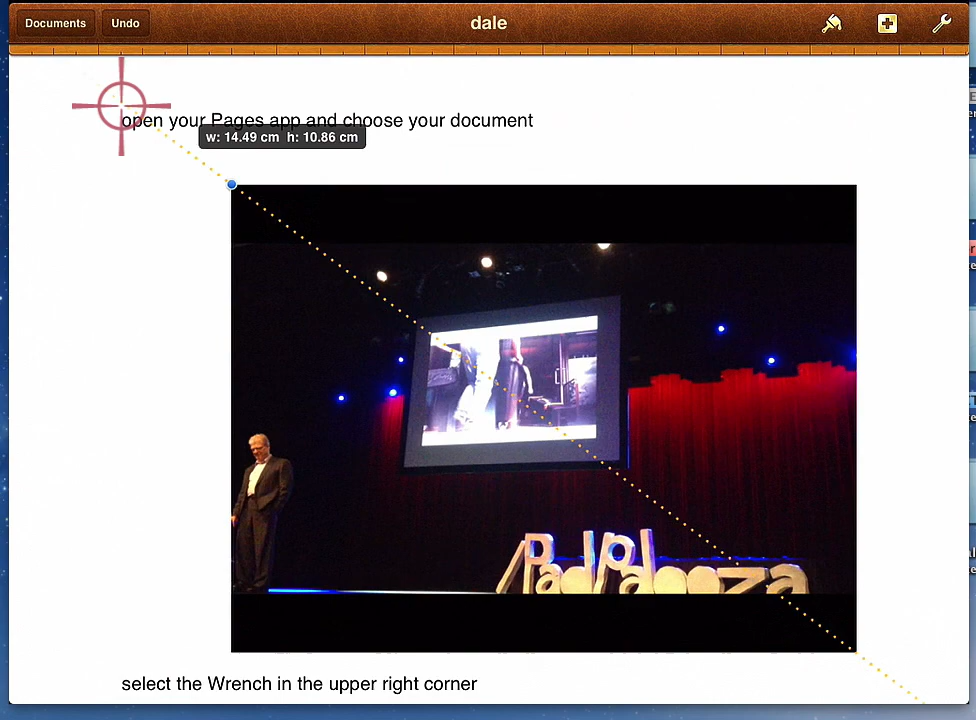 Documents Undo dale
open your Pages app and choose your document
w: 14.49 cm h: 10.86 cm
PadPalooza
select the Wrench in the upper right corner